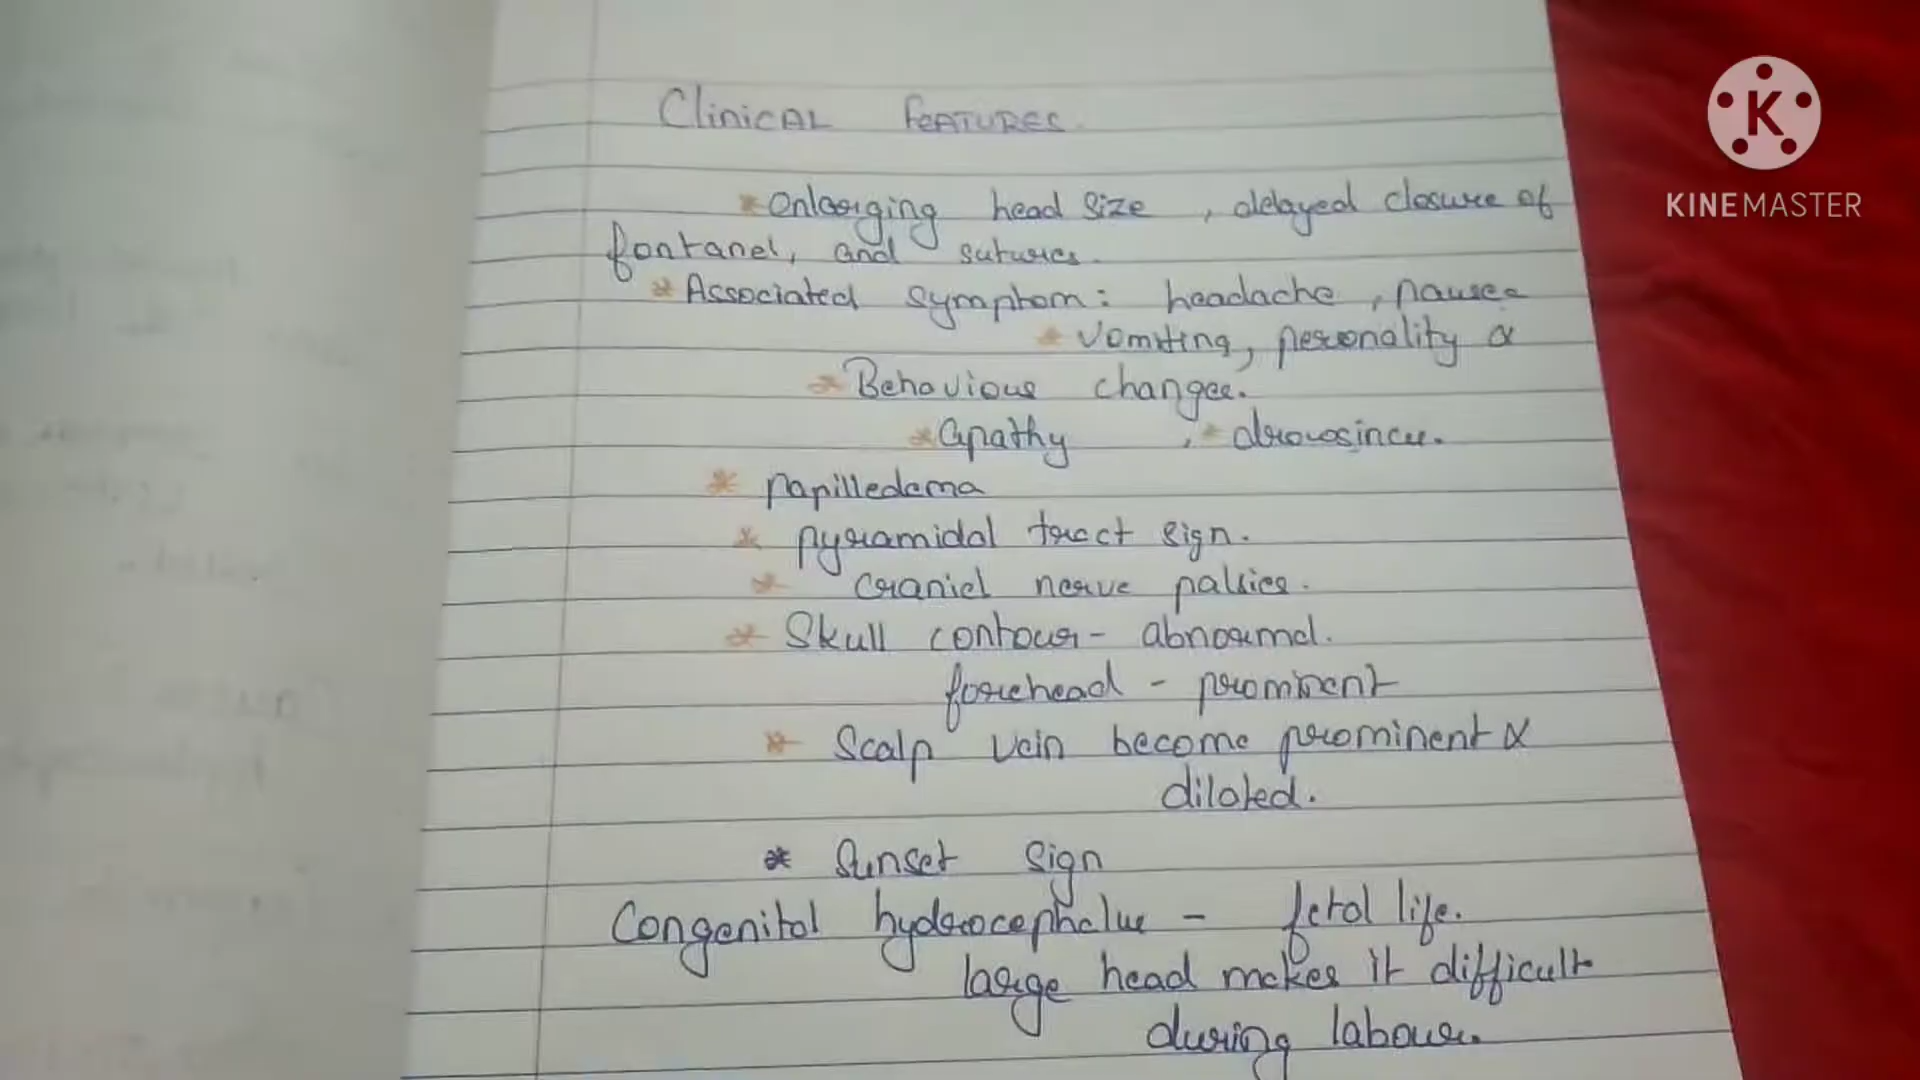 Clinical Features.
* Enlarging head size, delayed closure of
fontanel, and sutures.
* Associated symptom: headache, nausea
* vomiting, personality &
* Behaviour changes.
* apathy, * drowsiness.
* papilledema
* pyramidal tract sign.
* cranial nerve palsies.
* Skull contour - abnormal.
forehead - prominent
* Scalp vein become prominent &
dilated.
* Sunset sign
Congenital hydrocephalus - fetal life.
large head makes it difficult
during labour.
K
KINEMASTER